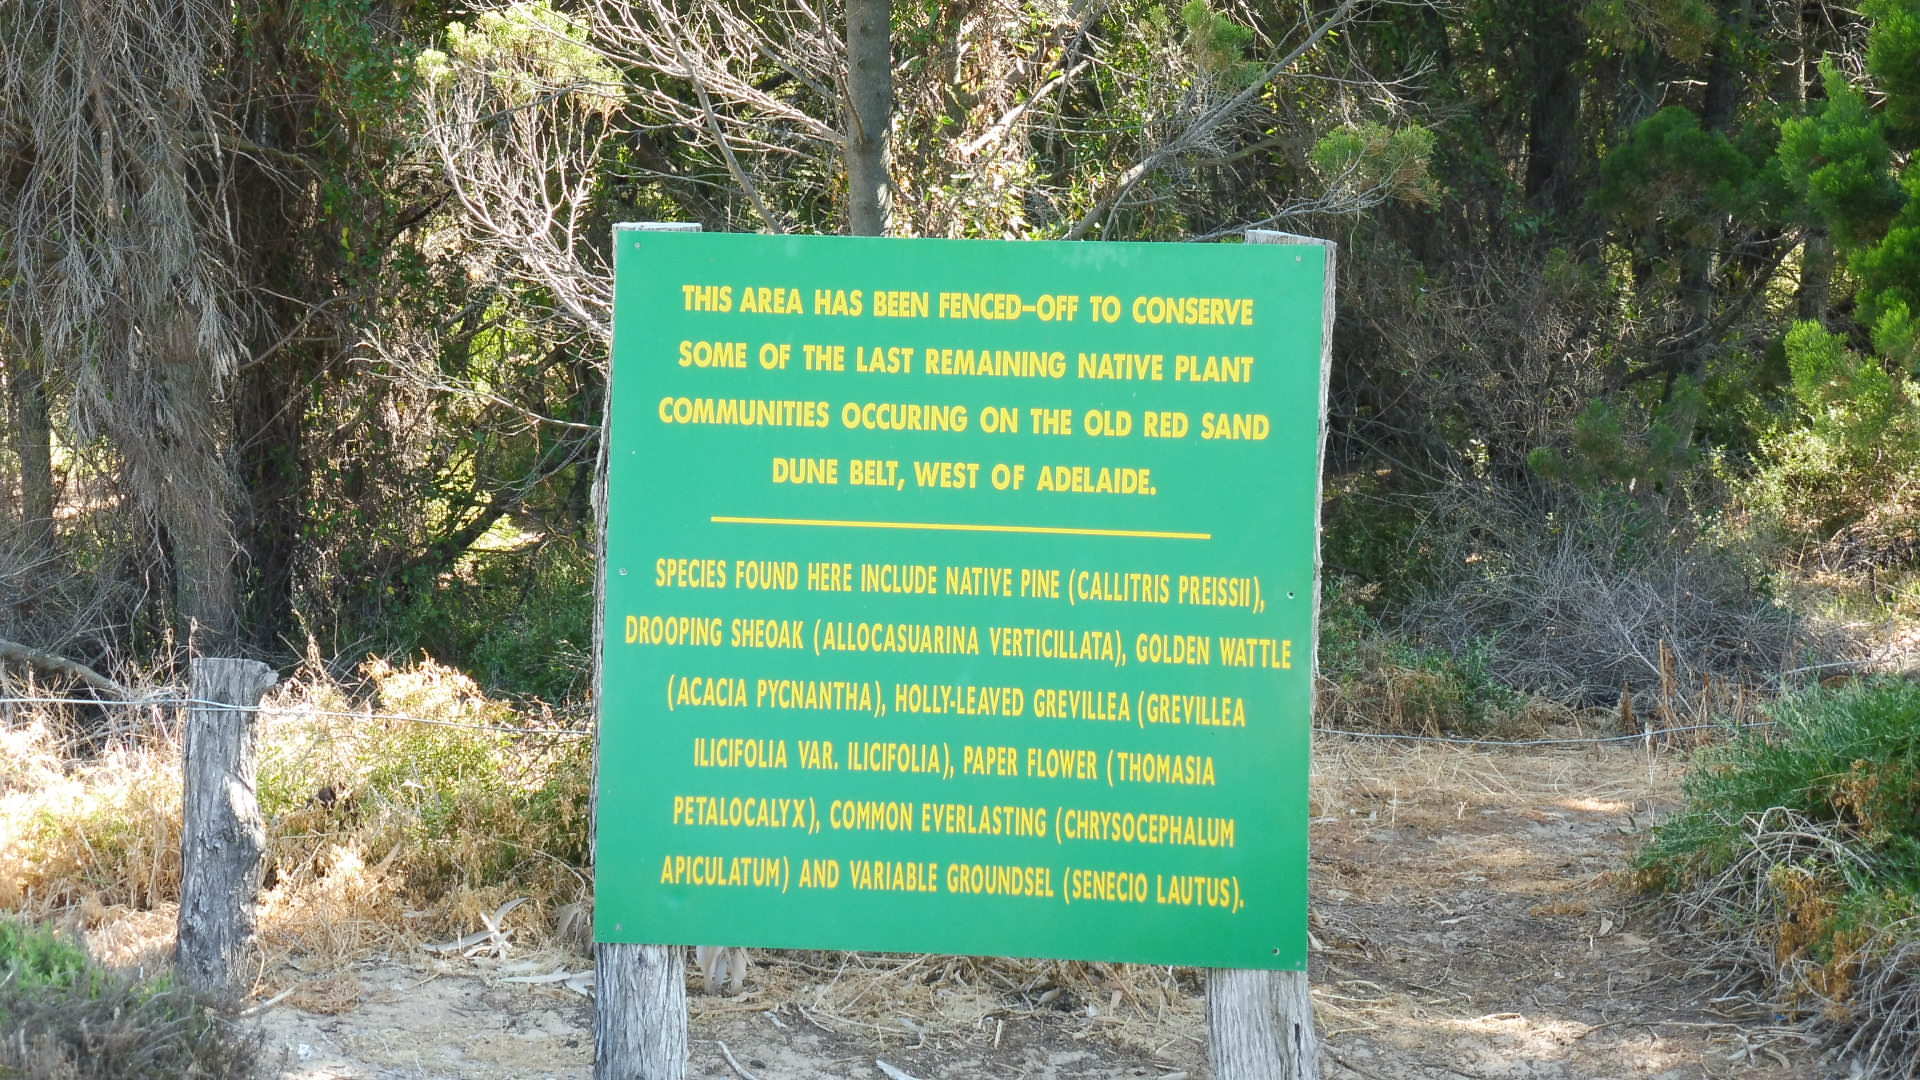 THIS AREA HAS BEEN FENCED-OFF TO CONSERVE
SOME OF THE LAST REMAINING NATIVE PLANT
COMMUNITIES OCCURING ON THE OLD RED SAND
DUNE BELT, WEST OF ADELAIDE.
SPECIES FOUND HERE INCLUDE NATIVE PINE (CALLITRIS PREISSII),
DROOPING SHEOAK (ALLOCASUARINA VERTICILLATA), GOLDEN WATTLE
(ACACIA PYCNANTHA), HOLLY-LEAVED GREVILLEA (GREVILLEA
ILICIFOLIA VAR. ILICIFOLIA), PAPER FLOWER (THOMASIA
PETALOCALYX), COMMON EVERLASTING (CHRYSOCEPHALUM
APICULATUM) AND VARIABLE GROUNDSEL (SENECIO LAUTUS).